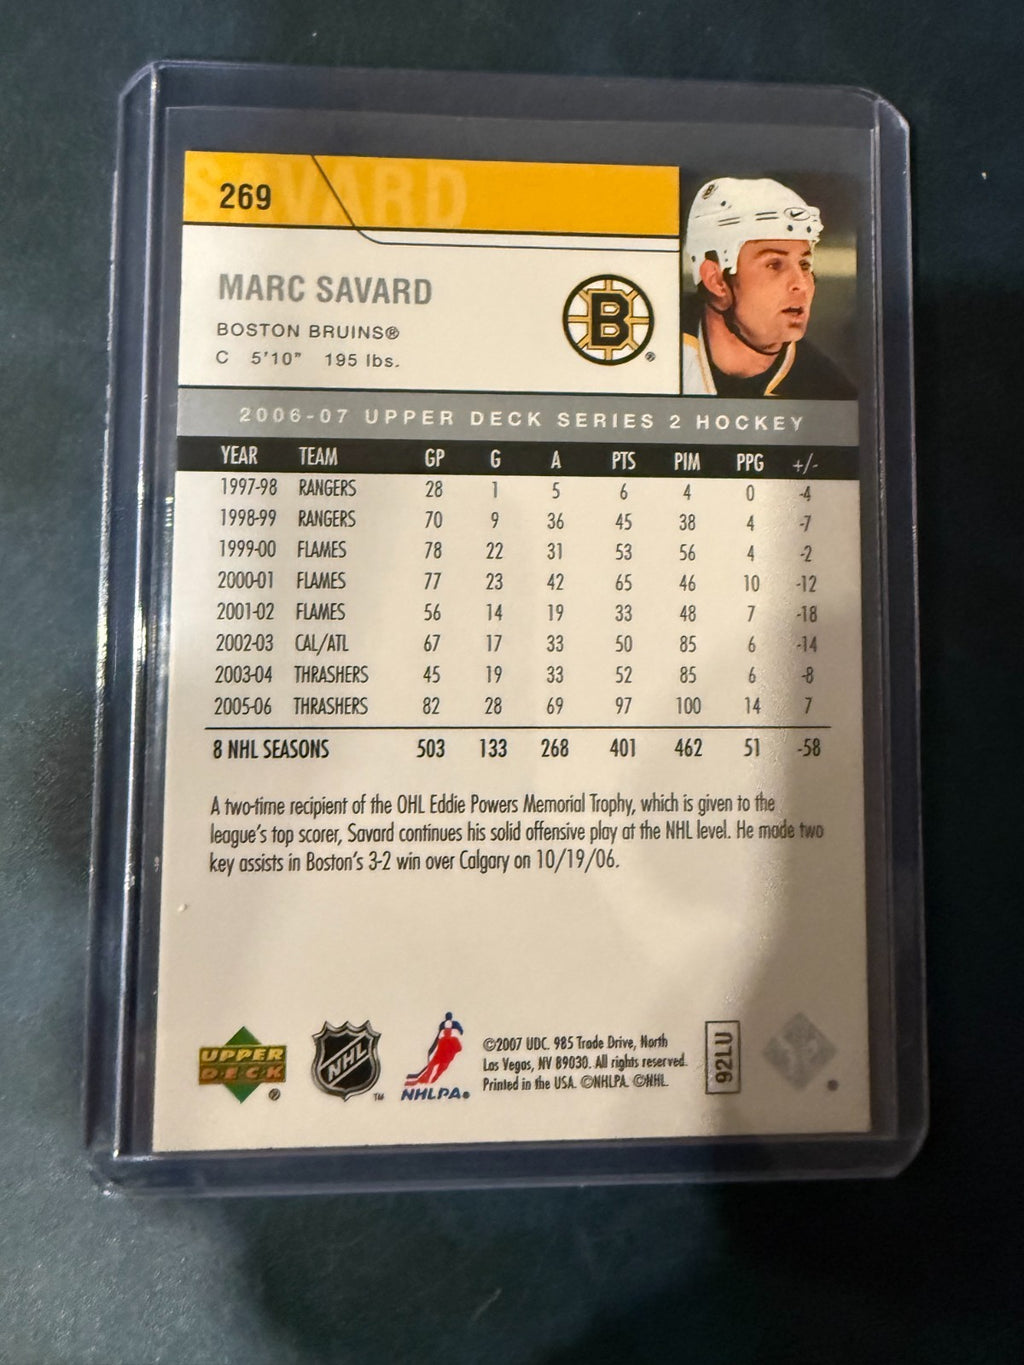 SAVARD
269
MARC SAVARD
BOSTON BRUINS®
C 5'10" 195 lbs.
B
®
2006-07 UPPER DECK SERIES 2 HOCKEY
YEAR TEAM GP G A PTS PIM PPG +/-
1997-98 RANGERS 28 1 5 6 4 0 -4
1998-99 RANGERS 70 9 36 45 38 4 -7
1999-00 FLAMES 78 22 31 53 56 4 -2
2000-01 FLAMES 77 23 42 65 46 10 -12
2001-02 FLAMES 56 14 19 33 48 7 -18
2002-03 CAL/ATL 67 17 33 50 85 6 -14
2003-04 THRASHERS 45 19 33 52 85 6 -8
2005-06 THRASHERS 82 28 69 97 100 14 7
8 NHL SEASONS 503 133 268 401 462 51 -58
A two-time recipient of the OHL Eddie Powers Memorial Trophy, which is given to the
league's top scorer, Savard continues his solid offensive play at the NHL level. He made two
key assists in Boston's 3-2 win over Calgary on 10/19/06.
UPPER
DECK
®
NHL
™
NHLPA®
©2007 UDC. 985 Trade Drive, North
Las Vegas, NV 89030. All rights reserved.
Printed in the USA. ©NHLPA. ©NHL.
92LU